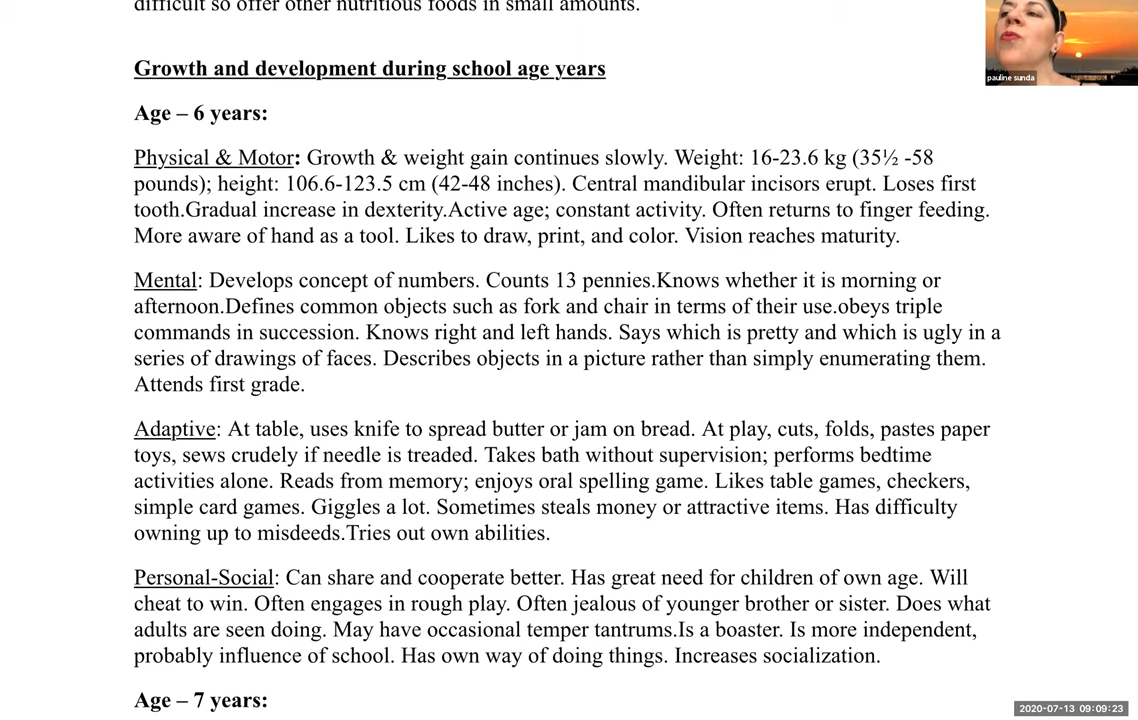 difficult so offer other nutritious foods in small amounts.
Growth and development during school age years
Age – 6 years:
Physical & Motor: Growth & weight gain continues slowly. Weight: 16-23.6 kg (35½ -58
pounds); height: 106.6-123.5 cm (42-48 inches). Central mandibular incisors erupt. Loses first
tooth.Gradual increase in dexterity.Active age; constant activity. Often returns to finger feeding.
More aware of hand as a tool. Likes to draw, print, and color. Vision reaches maturity.
Mental: Develops concept of numbers. Counts 13 pennies.Knows whether it is morning or
afternoon.Defines common objects such as fork and chair in terms of their use.obeys triple
commands in succession. Knows right and left hands. Says which is pretty and which is ugly in a
series of drawings of faces. Describes objects in a picture rather than simply enumerating them.
Attends first grade.
Adaptive: At table, uses knife to spread butter or jam on bread. At play, cuts, folds, pastes paper
toys, sews crudely if needle is treaded. Takes bath without supervision; performs bedtime
activities alone. Reads from memory; enjoys oral spelling game. Likes table games, checkers,
simple card games. Giggles a lot. Sometimes steals money or attractive items. Has difficulty
owning up to misdeeds.Tries out own abilities.
Personal-Social: Can share and cooperate better. Has great need for children of own age. Will
cheat to win. Often engages in rough play. Often jealous of younger brother or sister. Does what
adults are seen doing. May have occasional temper tantrums.Is a boaster. Is more independent,
probably influence of school. Has own way of doing things. Increases socialization.
Age – 7 years:
pauline sunda
2020-07-13 09:09:23